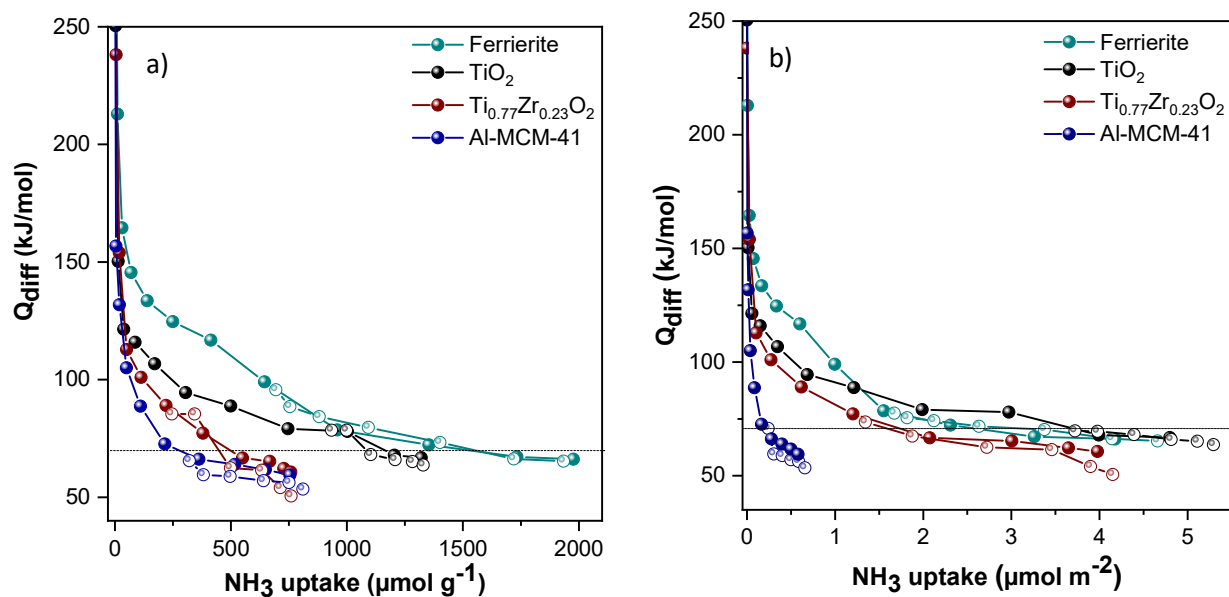 a)
Ferrierite
TiO2
Ti0.77Zr0.23O2
Al-MCM-41
250
200
150
100
50
Qdiff (kJ/mol)
0
500
1000
1500
2000
NH3 uptake (µmol g-1)
b)
Ferrierite
TiO2
Ti0.77Zr0.23O2
Al-MCM-41
250
200
150
100
50
Qdiff (kJ/mol)
0
1
2
3
4
5
NH3 uptake (µmol m-2)